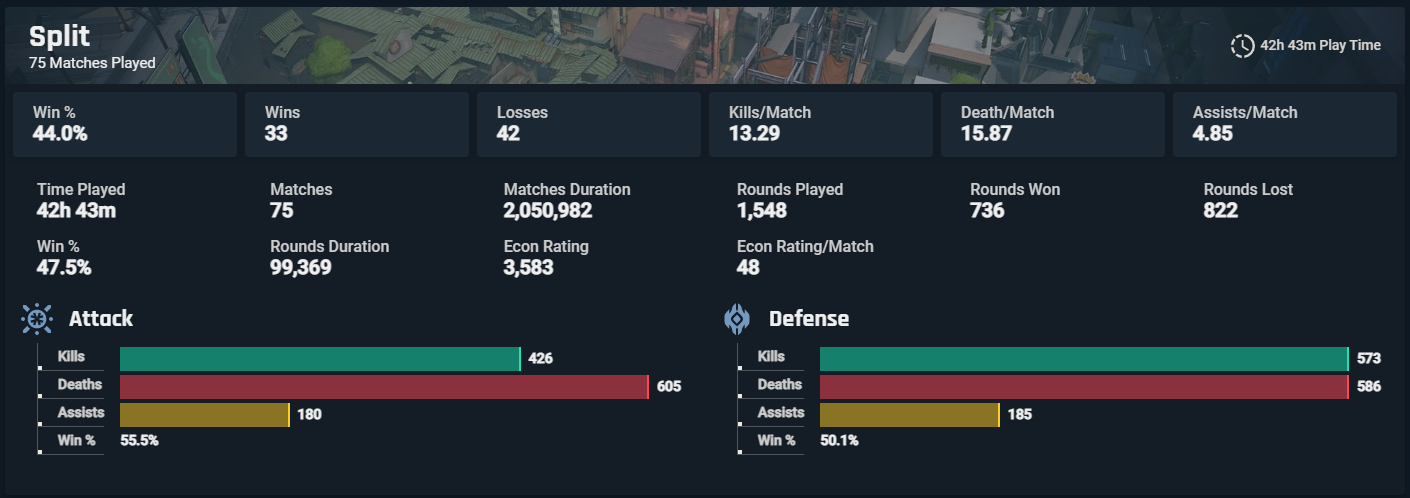 Split
75 Matches Played
42h 43m Play Time
Win % Wins Losses Kills/Match Death/Match Assists/Match
44.0% 33 42 13.29 15.87 4.85
Time Played Matches Matches Duration Rounds Played Rounds Won Rounds Lost
42h 43m 75 2,050,982 1,548 736 822
Win % Rounds Duration Econ Rating Econ Rating/Match
47.5% 99,369 3,583 48
Attack
Kills 426
Deaths 605
Assists 180
Win % 55.5%
Defense
Kills 573
Deaths 586
Assists 185
Win % 50.1%